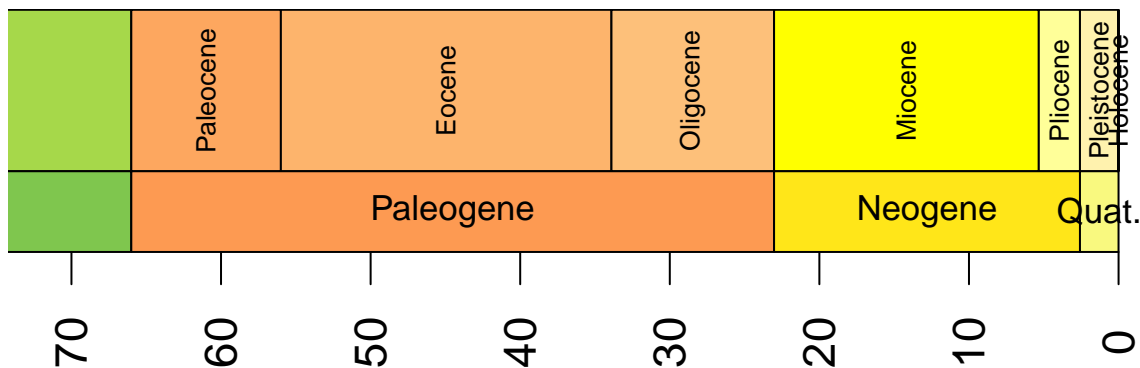 Paleocene
Eocene
Oligocene
Miocene
Pliocene
Pleistocene
Holocene
Paleogene
Neogene
Quat.
70
60
50
40
30
20
10
0